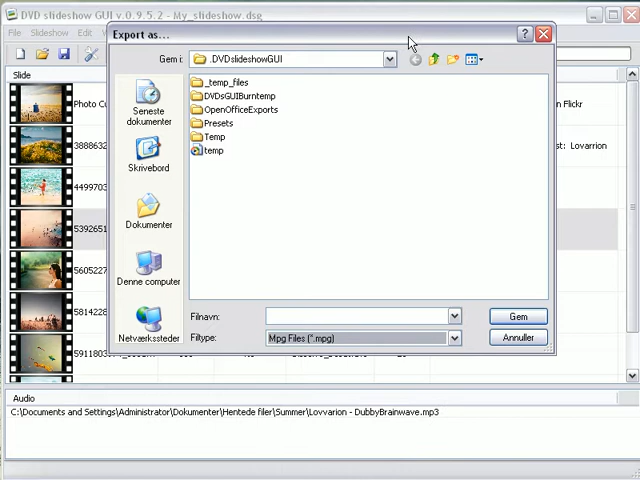 DVD slideshow GUI v.0.9.5.2 - My_slideshow.dsg
File Slideshow Edit
Export as...
Gem i: .DVDslideshowGUI
Slide
_temp_files
DVDsGUIBurntemp
OpenOfficeExports
Presets
Temp
temp
Seneste
dokumenter
Skrivebord
Dokumenter
Denne computer
Netværkssteder
Filnavn:
Gem
Filtype: Mpg Files (*.mpg)
Annuller
Photo Cu
n Flickr
3888632
st: Lovvarrion
4499703
5392651
5605227
5814228
Audio
C:\Documents and Settings\Administrator\Dokumenter\Hentede filer\Summer\Lovvarion - DubbyBrainwave.mp3